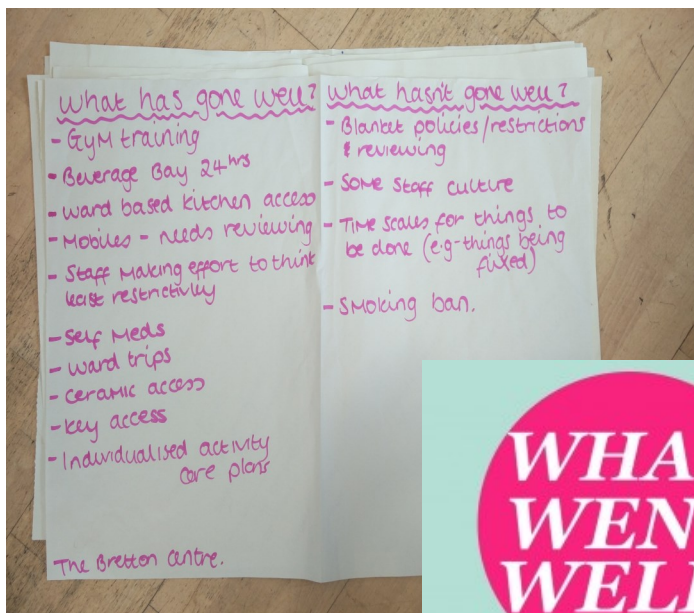 What has gone well?
- Gym training
- Beverage Bay 24hrs
- ward based kitchen access
- Mobiles - needs reviewing
- Staff Making effort to think
least restrictivley
- Self Meds
- ward trips
- ceramic access
- key access
- Individualised activity
care plans
The Bretton Centre.
What hasn't gone well?
- Blanket policies/restrictions
& reviewing
- Some Staff culture
- Time scales for things to
be done (e.g - things being
fixed)
- Smoking ban.
WHA
WEN
WELL